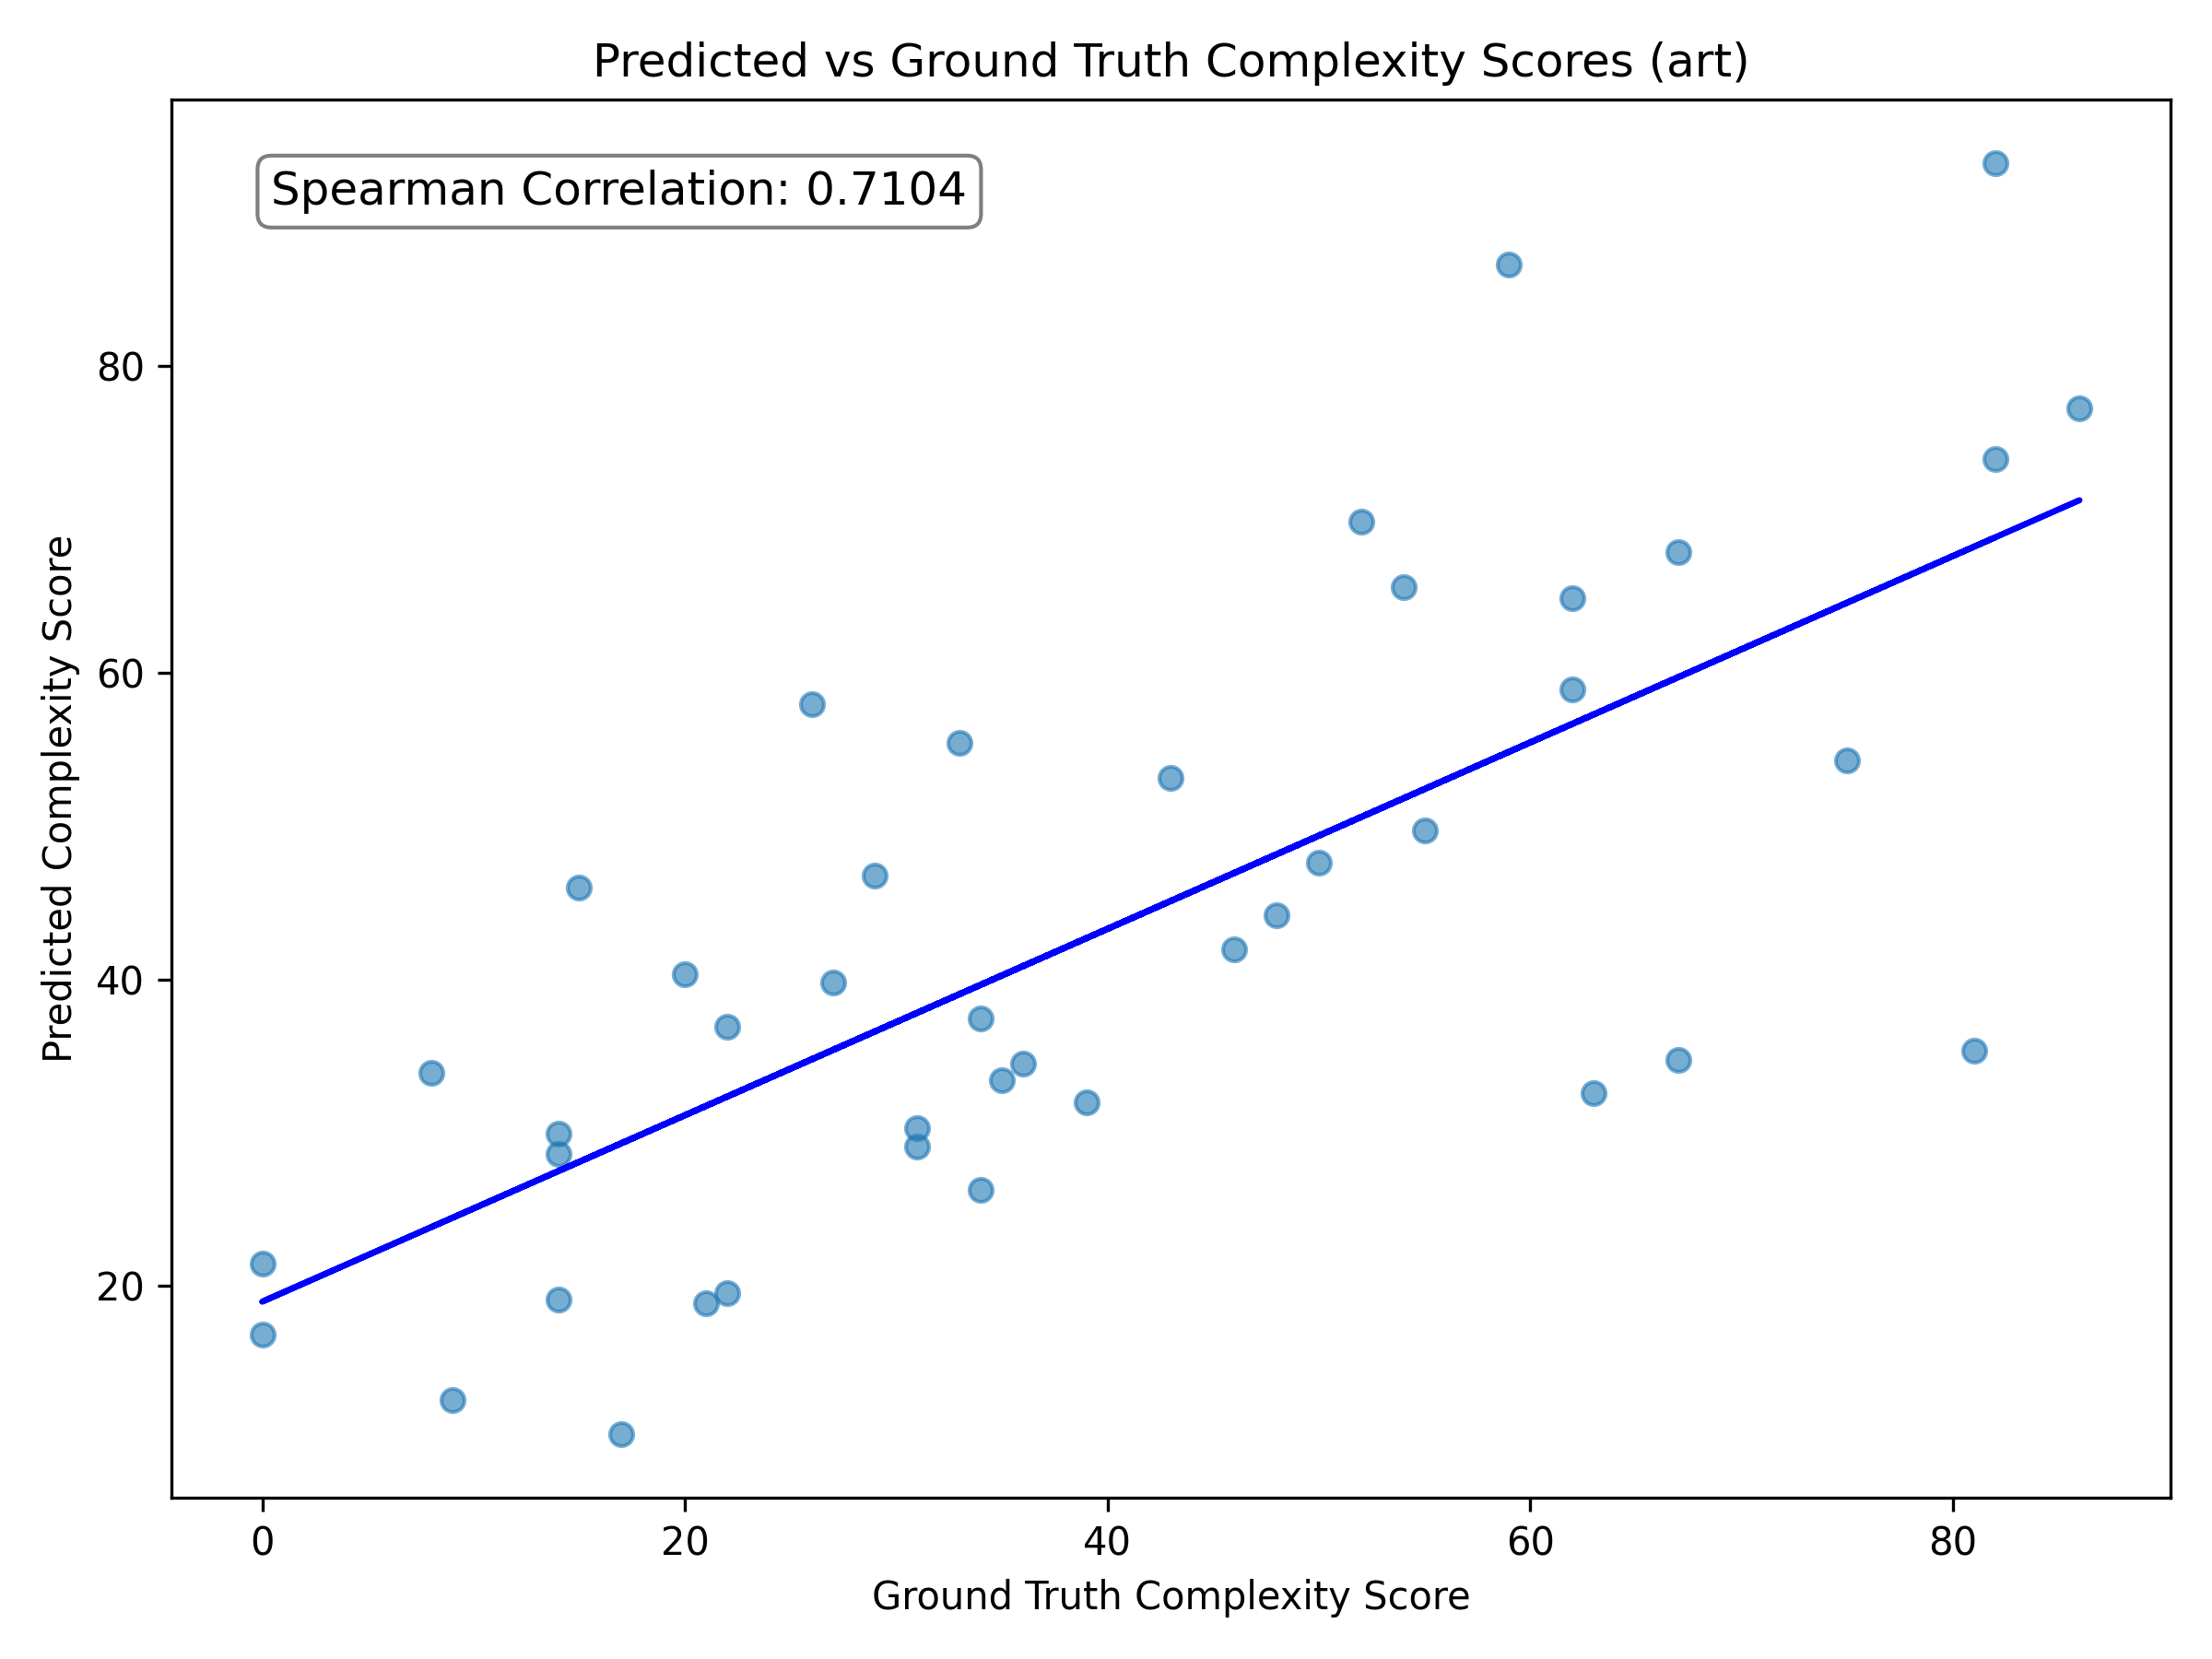 Predicted vs Ground Truth Complexity Scores (art)
Spearman Correlation: 0.7104
Predicted Complexity Score
80
60
40
20
0 20 40 60 80
Ground Truth Complexity Score